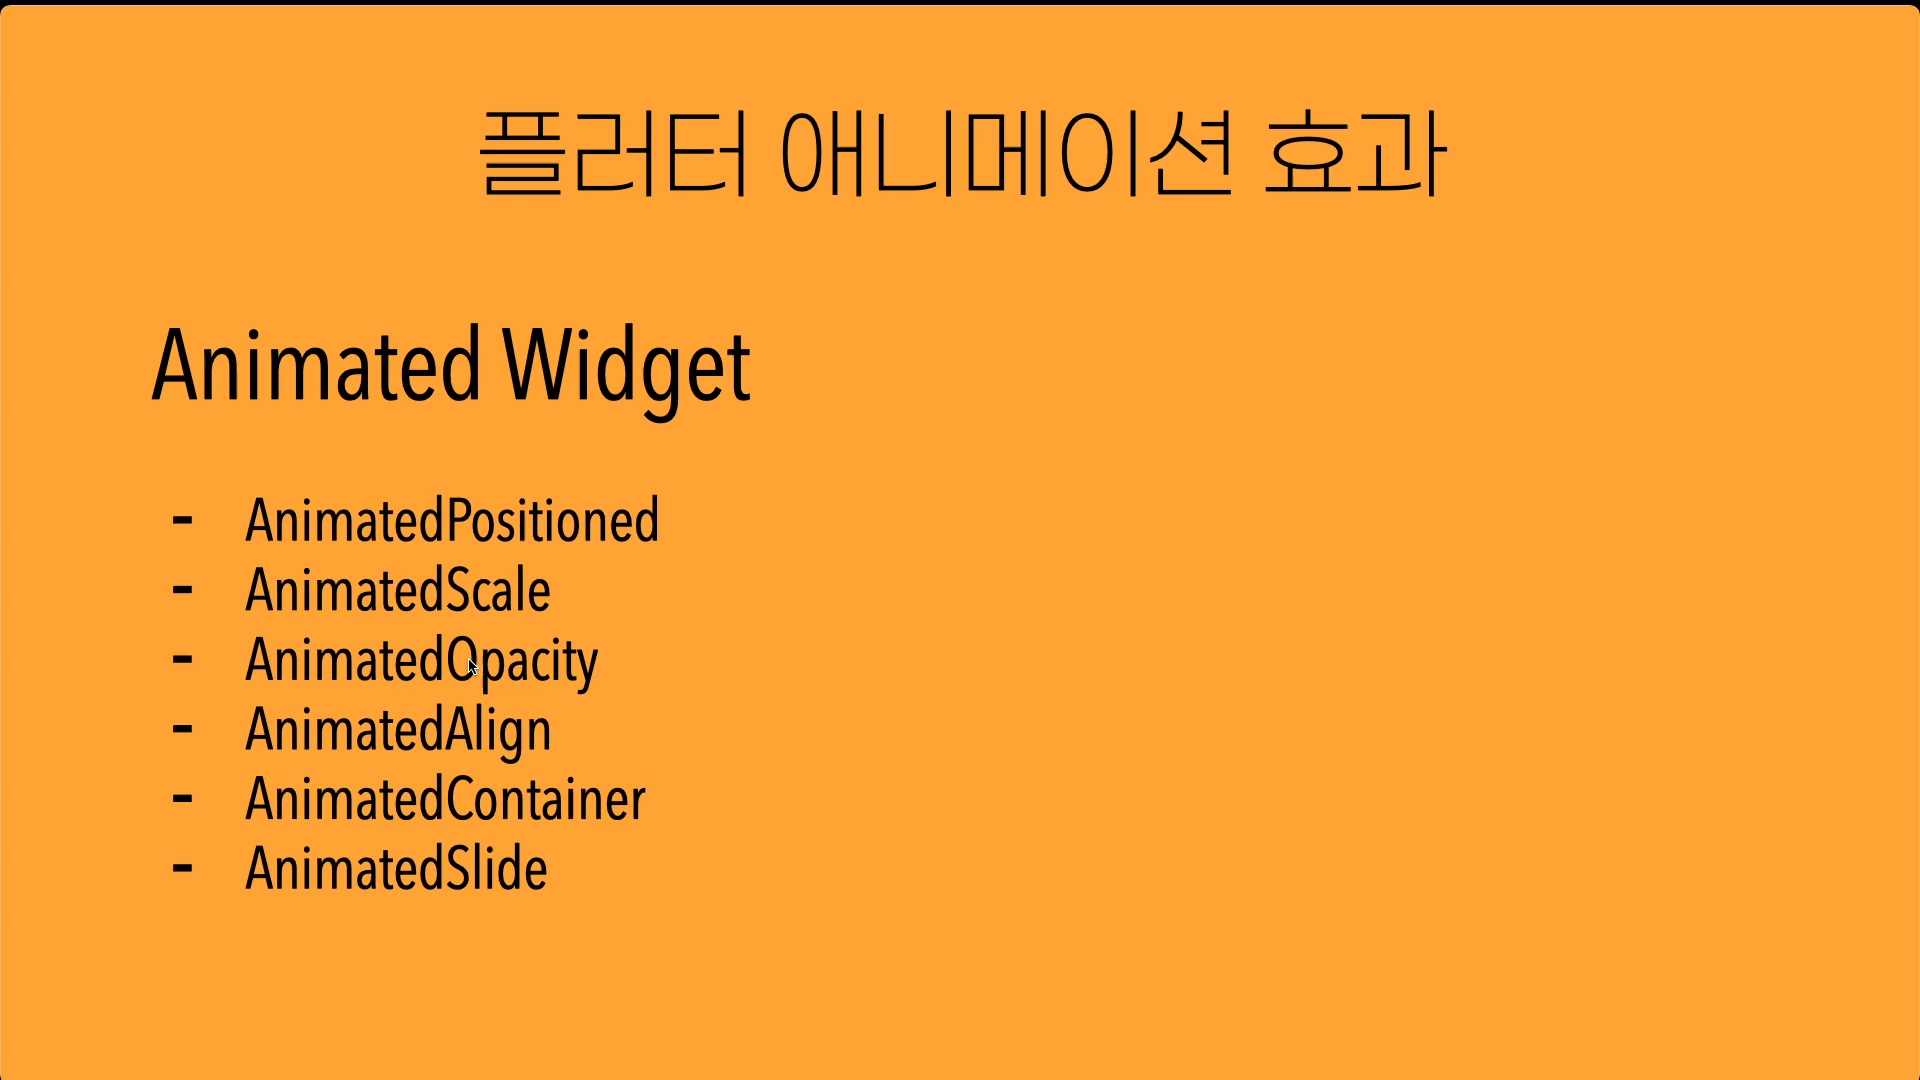 플러터 애니메이션 효과
Animated Widget
- AnimatedPositioned
- AnimatedScale
- AnimatedOpacity
- AnimatedAlign
- AnimatedContainer
- AnimatedSlide